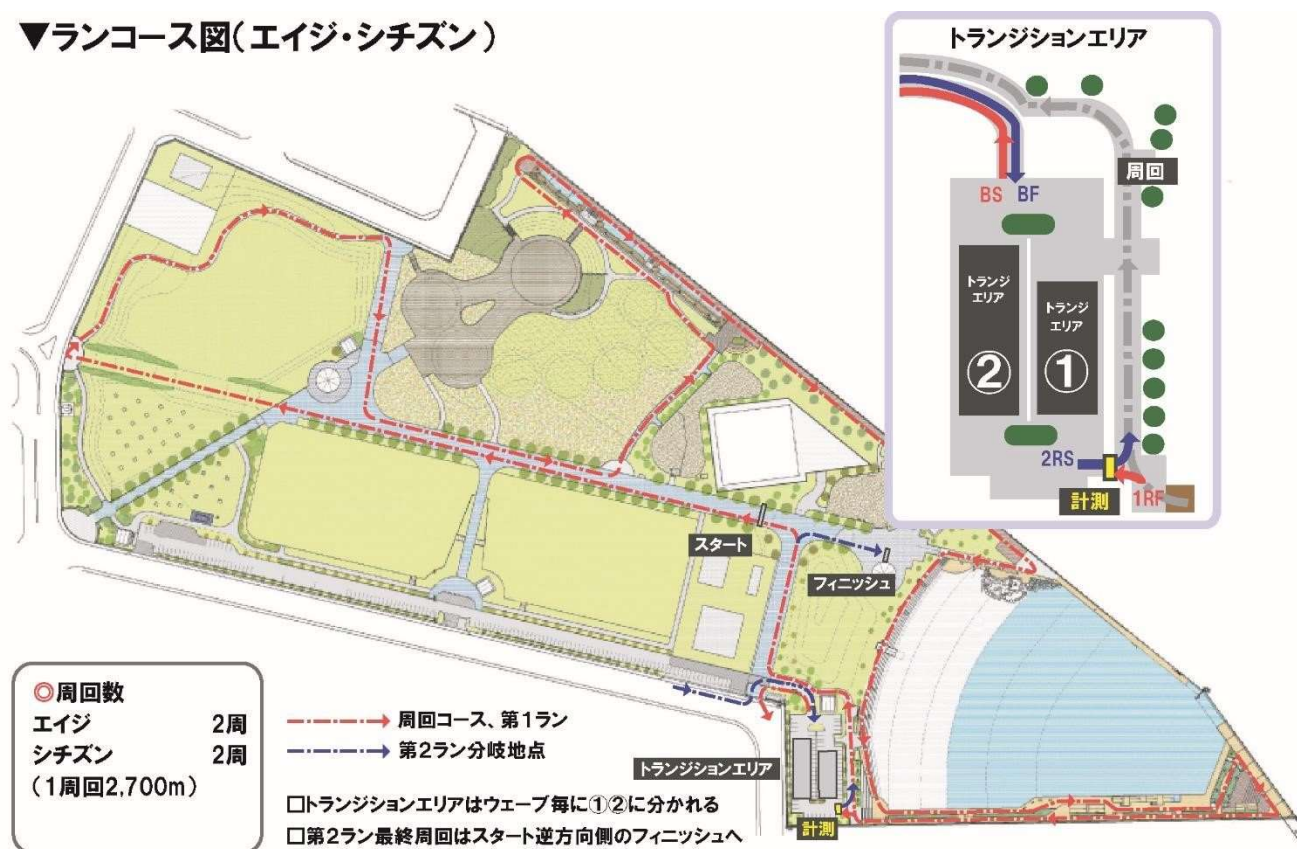 ▼ランコース図(エイジ・シチズン)
トランジションエリア
周回
BS BF
トランジ
エリア
②
トランジ
エリア
①
2RS
計測
1RF
スタート
フィニッシュ
トランジションエリア
計測
◎周回数
エイジ 2周
シチズン 2周
(1周回2,700m)
周回コース、第1ラン
第2ラン分岐地点
□トランジションエリアはウェーブ毎に①②に分かれる
□第2ラン最終周回はスタート逆方向側のフィニッシュへ